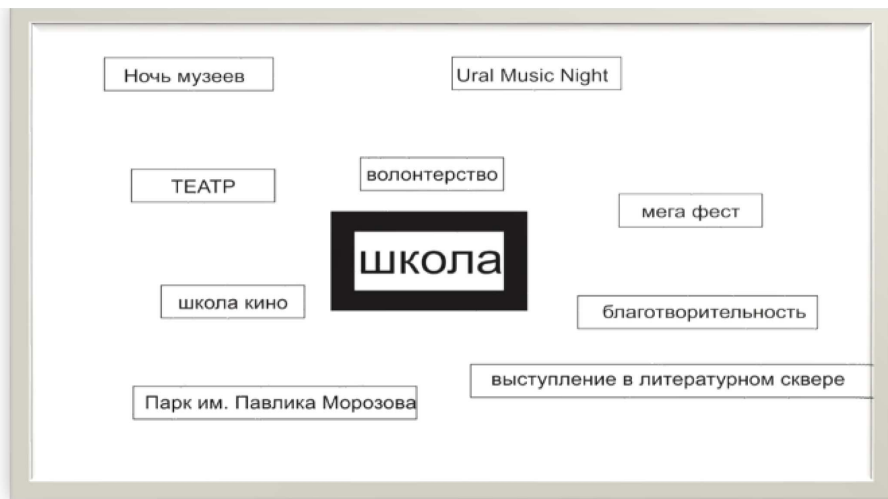 Ночь музеев
Ural Music Night
волонтерство
ТЕАТР
мега фест
школа
школа кино
благотворительность
выступление в литературном сквере
Парк им. Павлика Морозова